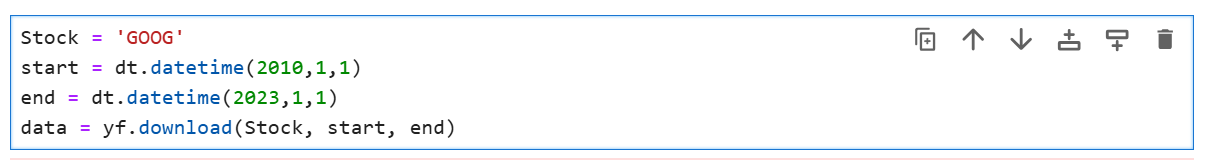 Stock = 'GOOG'
start = dt.datetime(2010,1,1)
end = dt.datetime(2023,1,1)
data = yf.download(Stock, start, end)